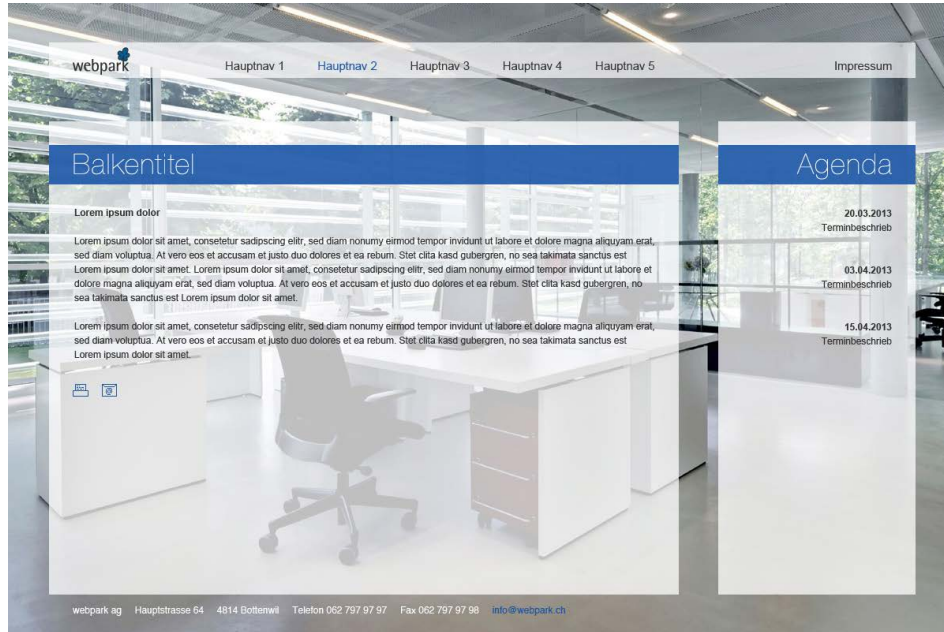 webpark
Hauptnav 1 Hauptnav 2 Hauptnav 3 Hauptnav 4 Hauptnav 5 Impressum
Balkentitel
Lorem ipsum dolor
Lorem ipsum dolor sit amet, consetetur sadipscing elitr, sed diam nonumy eirmod tempor invidunt ut labore et dolore magna aliquyam erat,
sed diam voluptua. At vero eos et accusam et justo duo dolores et ea rebum. Stet clita kasd gubergren, no sea takimata sanctus est
Lorem ipsum dolor sit amet. Lorem ipsum dolor sit amet, consetetur sadipscing elitr, sed diam nonumy eirmod tempor invidunt ut labore et
dolore magna aliquyam erat, sed diam voluptua. At vero eos et accusam et justo duo dolores et ea rebum. Stet clita kasd gubergren, no
sea takimata sanctus est Lorem ipsum dolor sit amet.
Lorem ipsum dolor sit amet, consetetur sadipscing elitr, sed diam nonumy eirmod tempor invidunt ut labore et dolore magna aliquyam erat,
sed diam voluptua. At vero eos et accusam et justo duo dolores et ea rebum. Stet clita kasd gubergren, no sea takimata sanctus est
Lorem ipsum dolor sit amet.
Agenda
20.03.2013
Terminbeschrieb
03.04.2013
Terminbeschrieb
15.04.2013
Terminbeschrieb
webpark ag Hauptstrasse 64 4814 Bottenwil Telefon 062 797 97 97 Fax 062 797 97 98 info@webpark.ch